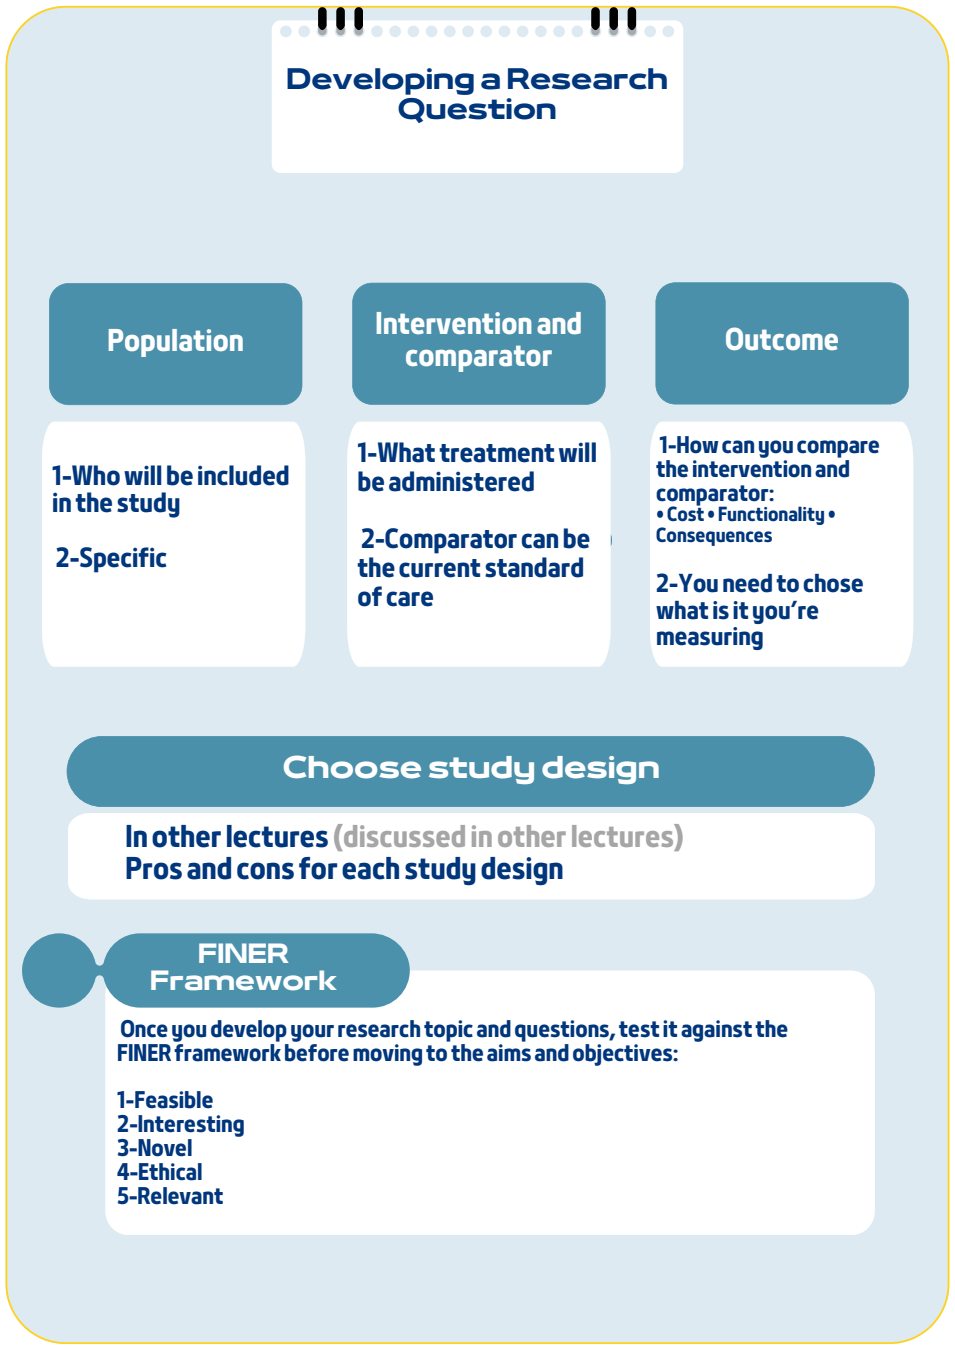 Developing a Research
Question
Population
1-Who will be included
in the study
2-Specific
Intervention and
comparator
1-What treatment will
be administered
2-Comparator can be
the current standard
of care
Outcome
1-How can you compare
the intervention and
comparator:
• Cost • Functionality •
Consequences
2-You need to chose
what is it you’re
measuring
Choose study design
In other lectures (discussed in other lectures)
Pros and cons for each study design
FINER
Framework
Once you develop your research topic and questions, test it against the
FINER framework before moving to the aims and objectives:
1-Feasible
2-Interesting
3-Novel
4-Ethical
5-Relevant